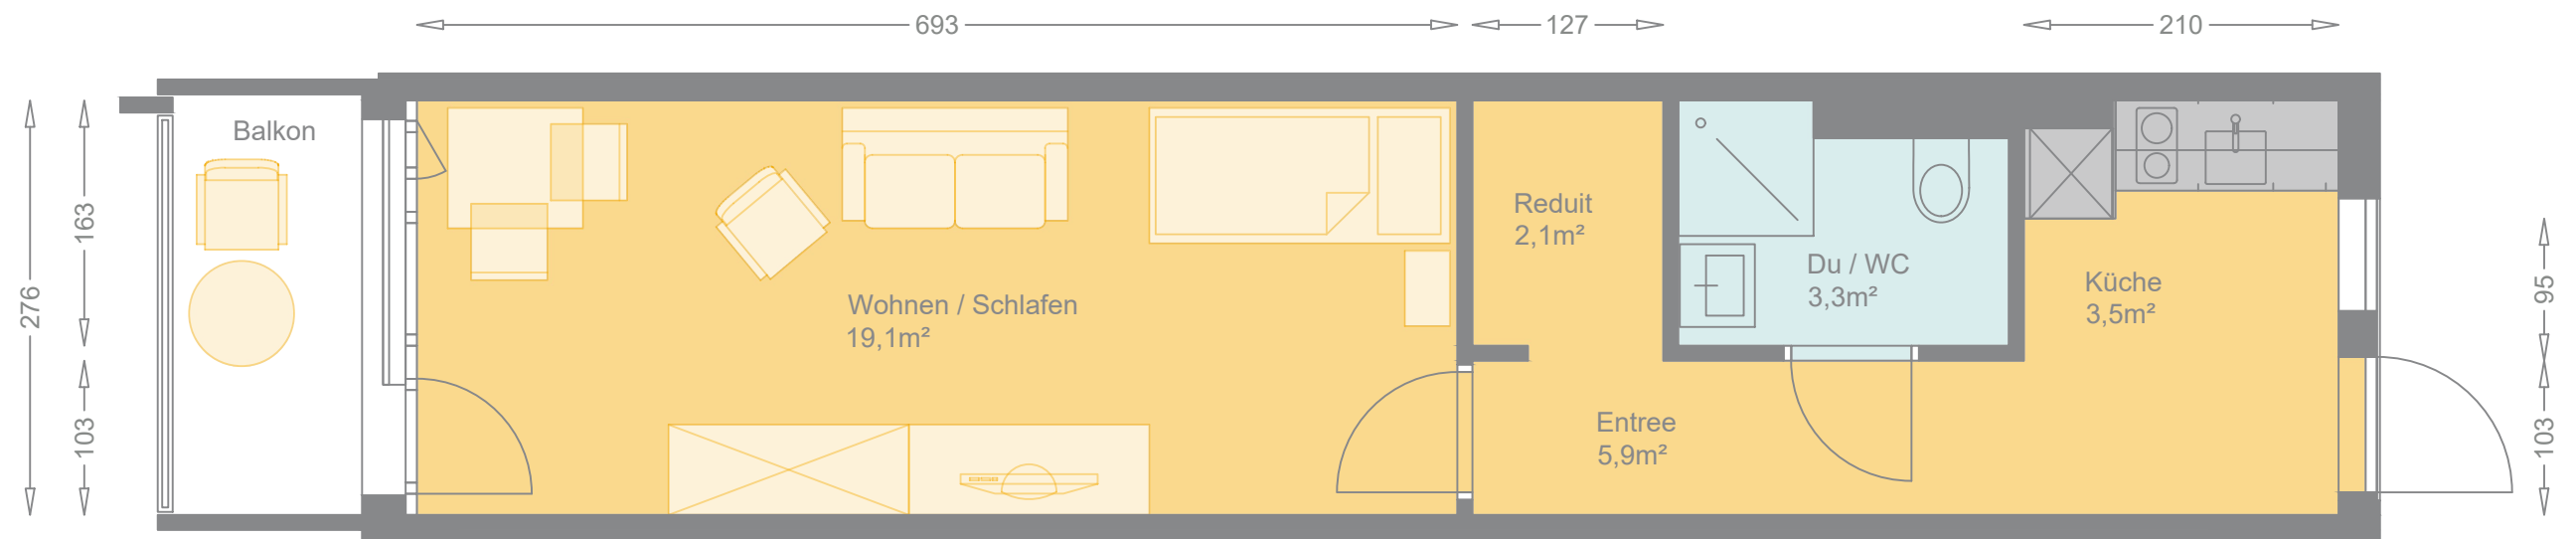 693
127
210
Balkon
276
163
103
Wohnen / Schlafen
19,1m²
Reduit
2,1m²
Du / WC
3,3m²
Küche
3,5m²
Entree
5,9m²
95
103